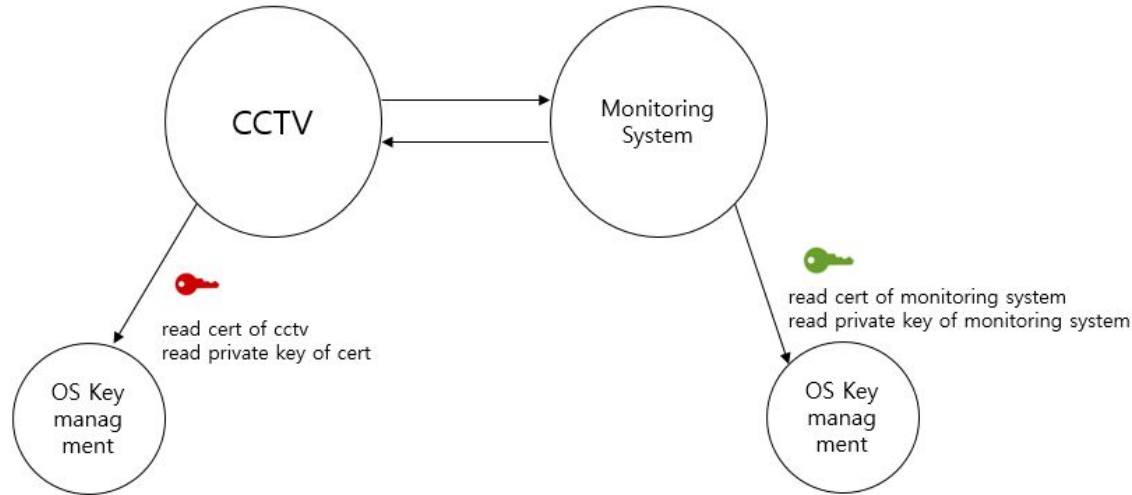 CCTV
Monitoring
System
read cert of monitoring system
read private key of monitoring system
read cert of cctv
read private key of cert
OS Key
manag
ment
OS Key
manag
ment